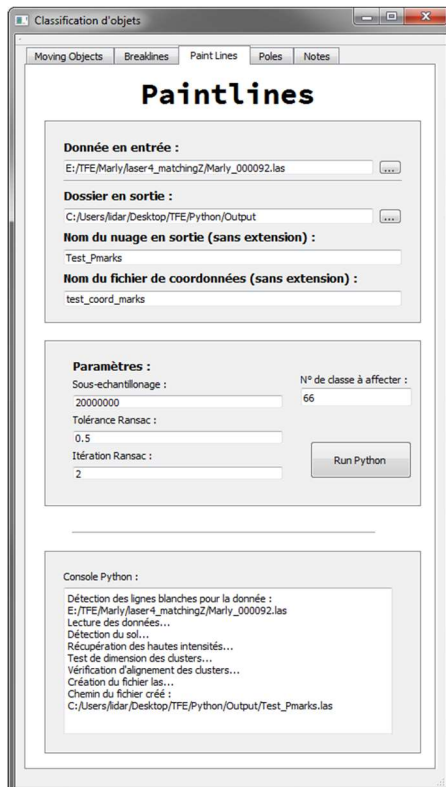 Classification d'objets
Moving Objects Breaklines Paint Lines Poles Notes
Paintlines
Donnée en entrée :
E:/TFE/Marly/laser4_matchingZ/Marly_000092.las
...
Dossier en sortie :
C:/Users/lidar/Desktop/TFE/Python/Output
...
Nom du nuage en sortie (sans extension) :
Test_Pmarks
Nom du fichier de coordonnées (sans extension) :
test_coord_marks
Paramètres :
Sous-echantillonage :
20000000
N° de classe à affecter :
66
Tolérance Ransac :
0.5
Itération Ransac :
2
Run Python
Console Python :
Détection des lignes blanches pour la donnée :
E:/TFE/Marly/laser4_matchingZ/Marly_000092.las
Lecture des données...
Détection du sol...
Récupération des hautes intensités...
Test de dimension des clusters...
Vérification d'alignement des clusters...
Création du fichier las...
Chemin du fichier créé :
C:/Users/lidar/Desktop/TFE/Python/Output/Test_Pmarks.las